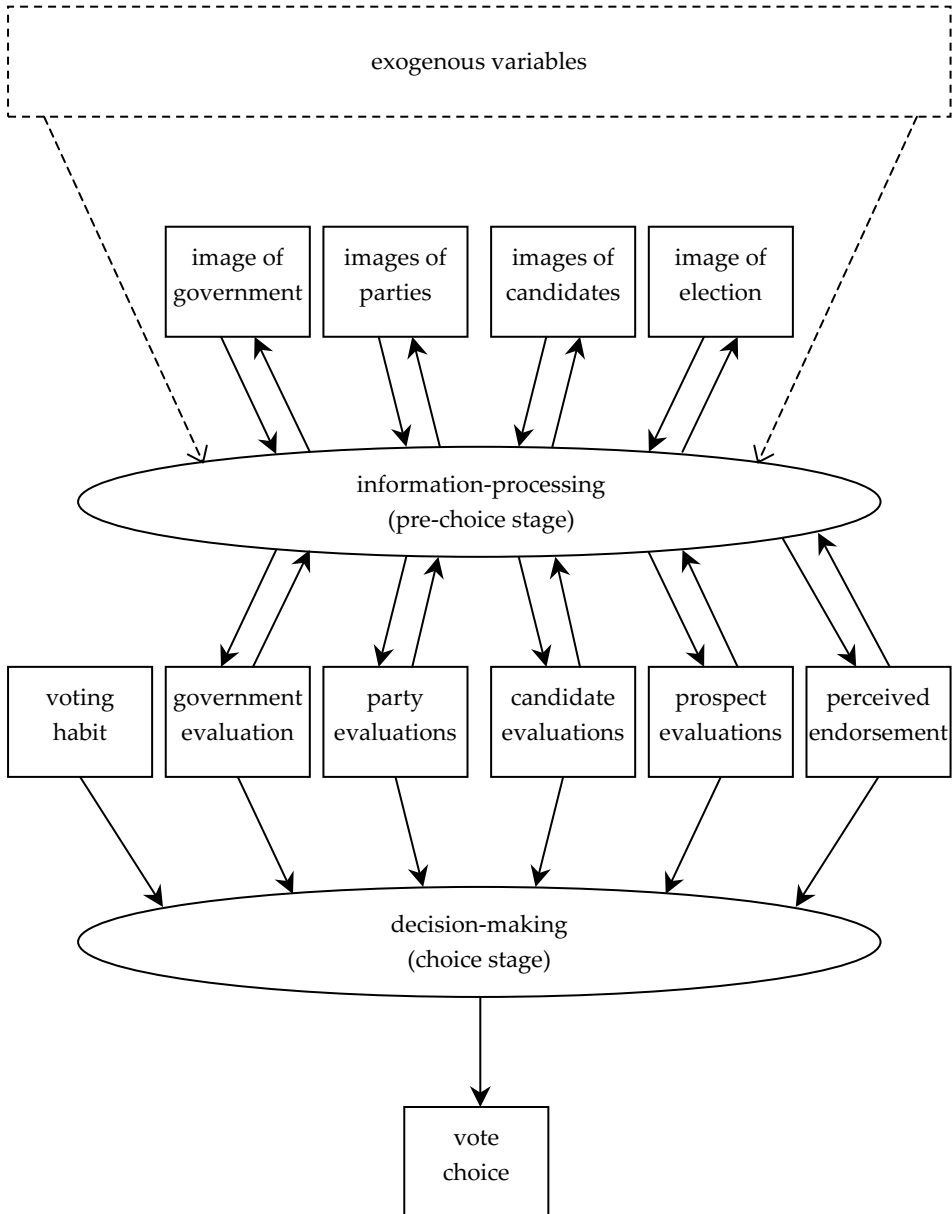 exogenous variables
image of
government
images of
parties
images of
candidates
image of
election
information-processing
(pre-choice stage)
voting
habit
government
evaluation
party
evaluations
candidate
evaluations
prospect
evaluations
perceived
endorsement
decision-making
(choice stage)
vote
choice